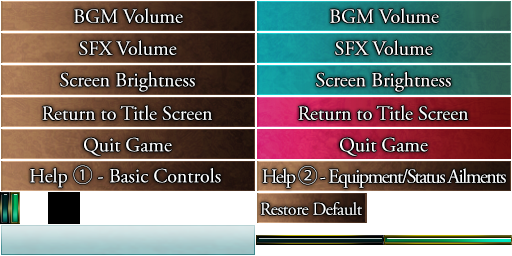 BGM Volume
SFX Volume
Screen Brightness
Return to Title Screen
Quit Game
Help ① - Basic Controls
BGM Volume
SFX Volume
Screen Brightness
Return to Title Screen
Quit Game
Help ② - Equipment/Status Ailments
Restore Default